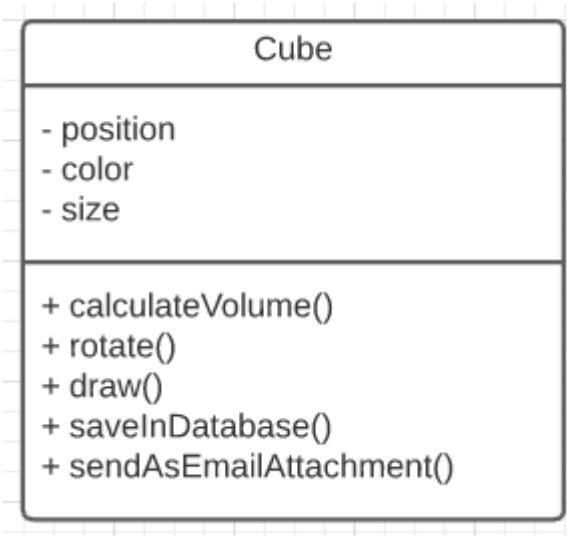 Cube
- position
- color
- size
+ calculateVolume()
+ rotate()
+ draw()
+ saveInDatabase()
+ sendAsEmailAttachment()